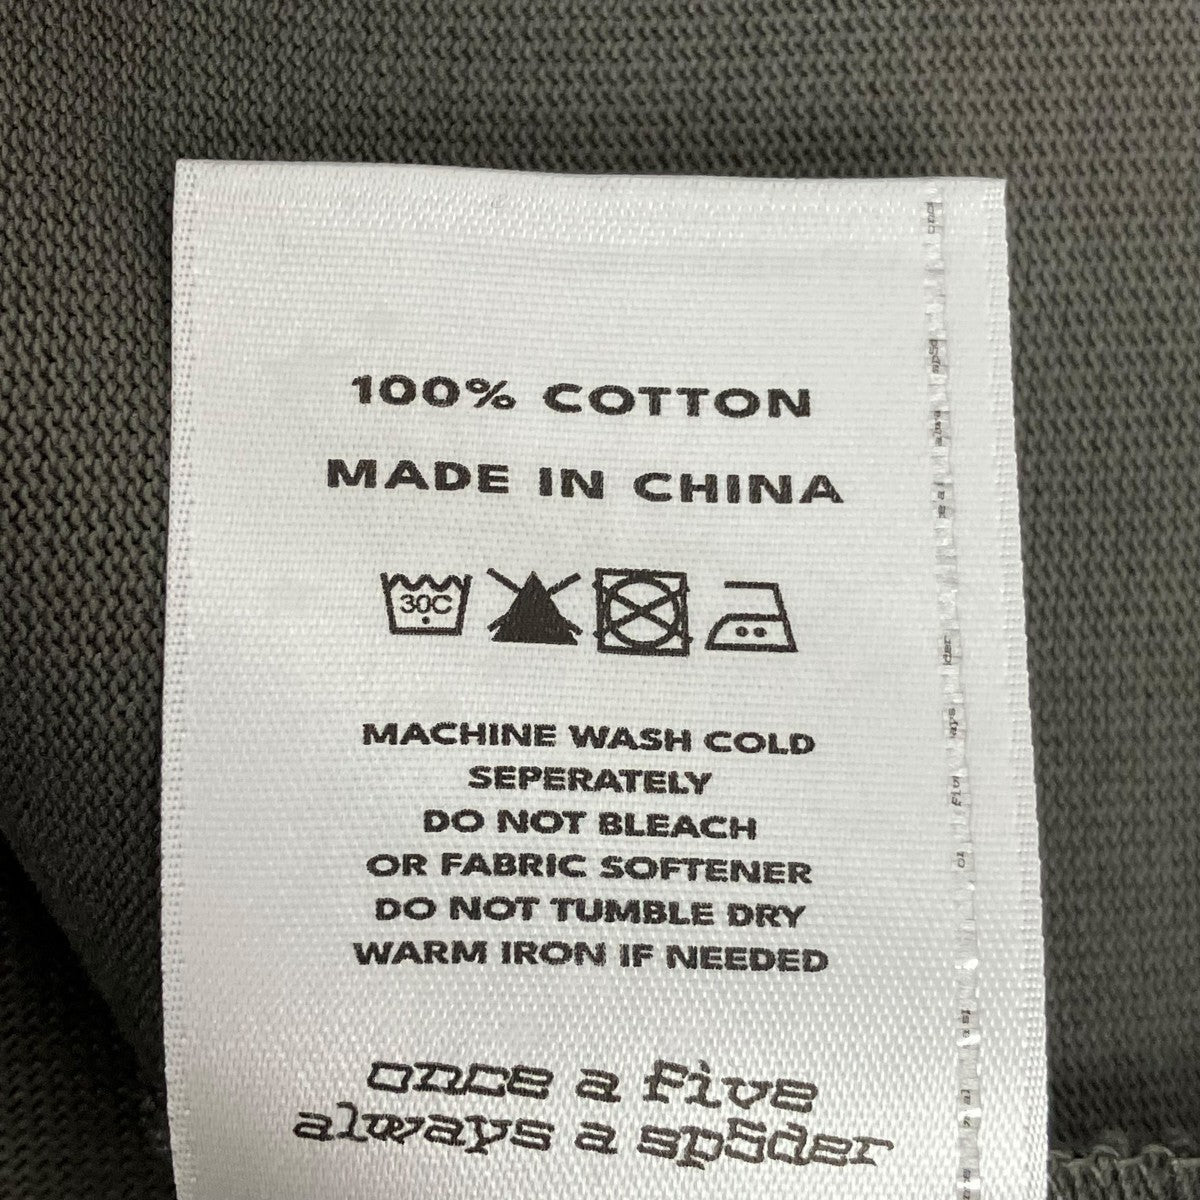 100% COTTON
MADE IN CHINA
30C
MACHINE WASH COLD
SEPERATELY
DO NOT BLEACH
OR FABRIC SOFTENER
DO NOT TUMBLE DRY
WARM IRON IF NEEDED
once a five
always a sp5der